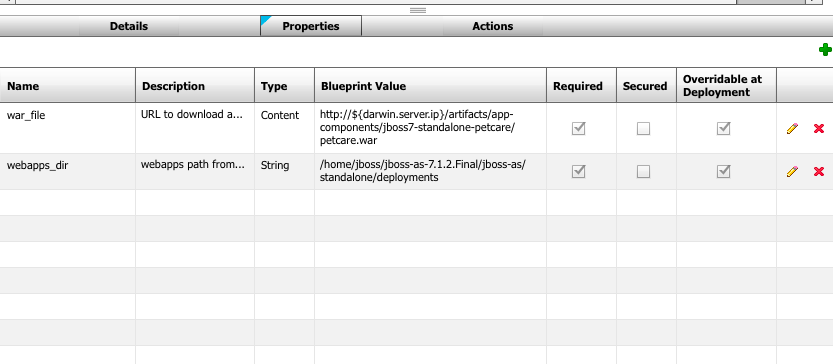 Details Properties Actions
Name Description Type Blueprint Value Required Secured Overridable at
Deployment
war_file URL to download a... Content http://${darwin.server.ip}/artifacts/app-
components/jboss7-standalone-petcare/
petcare.war
webapps_dir webapps path from... String /home/jboss/jboss-as-7.1.2.Final/jboss-as/
standalone/deployments